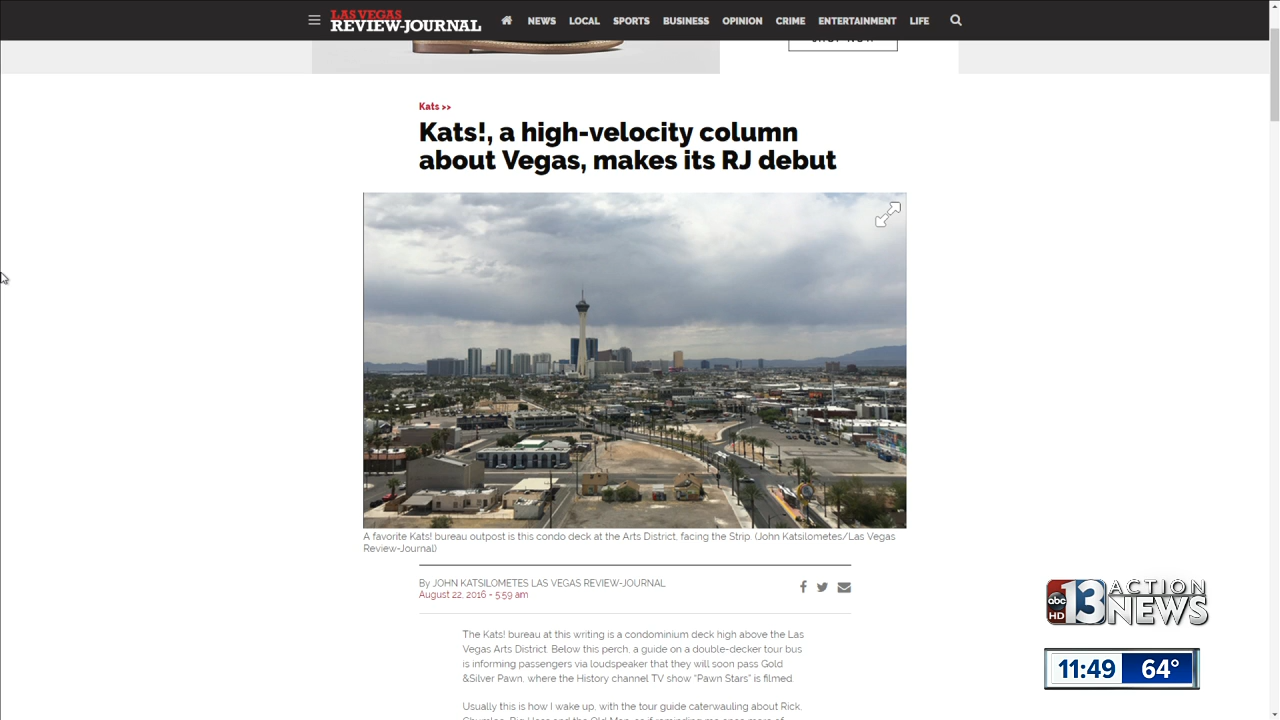 LAS VEGAS
REVIEW-JOURNAL
NEWS LOCAL SPORTS BUSINESS OPINION CRIME ENTERTAINMENT LIFE
Kats >>
Kats!, a high-velocity column
about Vegas, makes its RJ debut
A favorite Kats! bureau outpost is this condo deck at the Arts District, facing the Strip. (John Katsilometes/Las Vegas
Review-Journal)
By JOHN KATSILOMETES LAS VEGAS REVIEW-JOURNAL
August 22, 2016 - 5:59 am
The Kats! bureau at this writing is a condominium deck high above the Las
Vegas Arts District. Below this perch, a guide on a double-decker tour bus
is informing passengers via loudspeaker that they will soon pass Gold
&Silver Pawn, where the History channel TV show “Pawn Stars” is filmed.
Usually this is how I wake up, with the tour guide caterwauling about Rick,
abc
HD
13
ACTION
NEWS
11:49 64°